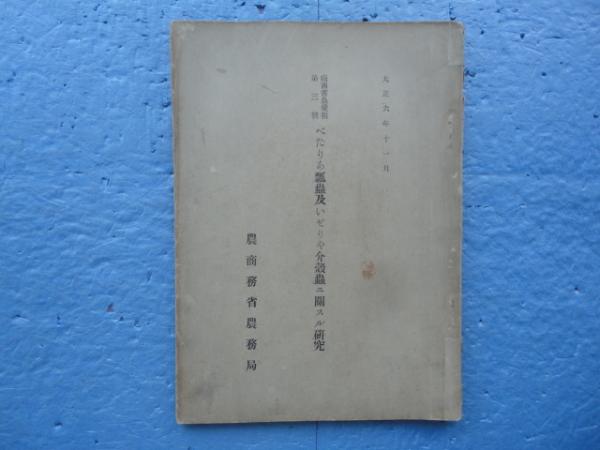 大正六年十一月
病菌害蟲彙報
第三號
べだりあ瓢蟲及いせりや介殼蟲ニ關スル研究
農商務省農務局